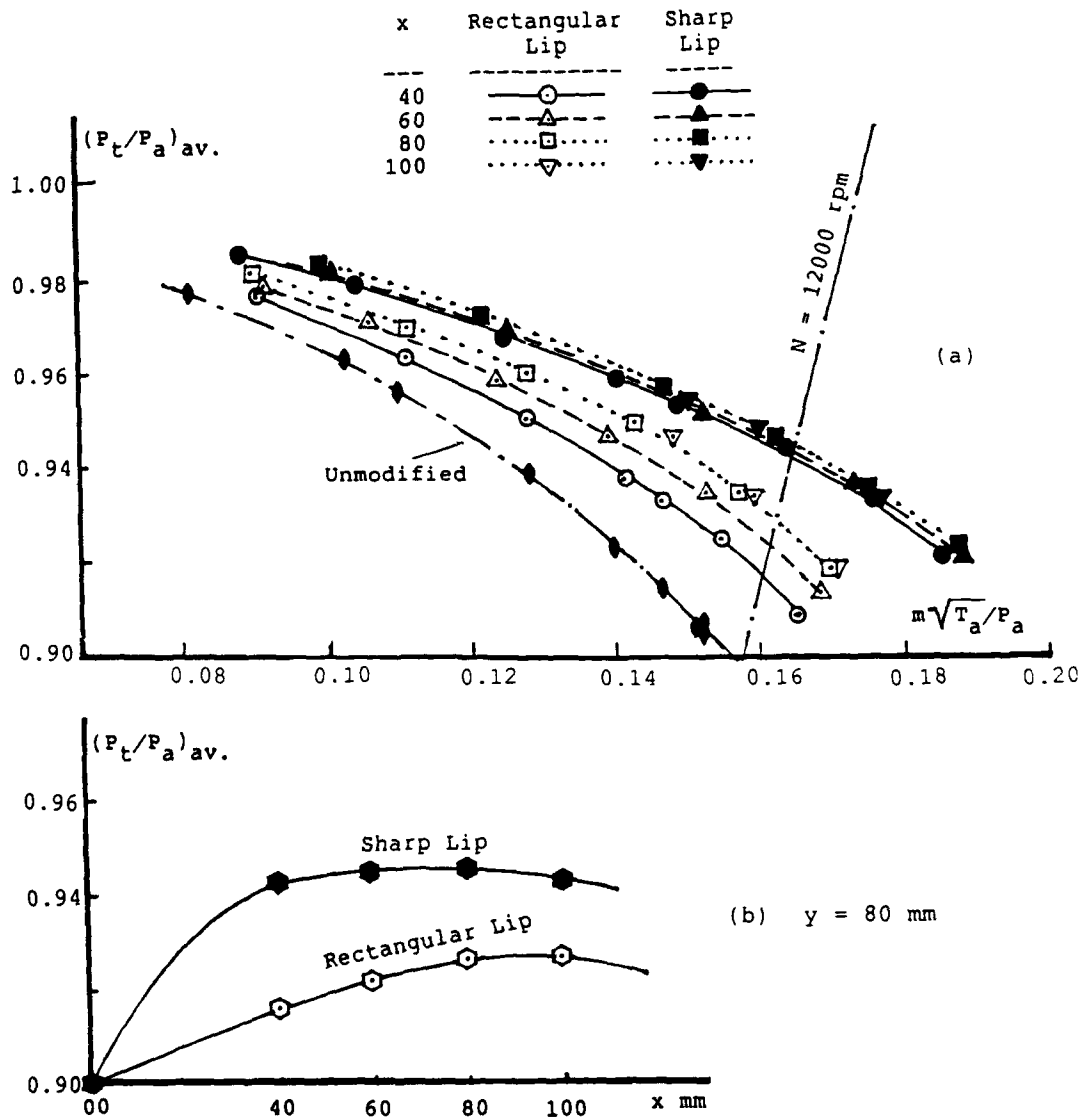 x Rectangular Lip Sharp Lip
40
60
80
100
(Pt/Pa)av.
1.00
0.98
0.96
0.94
0.90
N = 12000 rpm
(a)
Unmodified
m√Ta/Pa
0.08 0.10 0.12 0.14 0.16 0.18 0.20
(Pt/Pa)av.
0.96
0.94
0.90
Sharp Lip
Rectangular Lip
(b) y = 80 mm
00 40 60 80 100 x mm